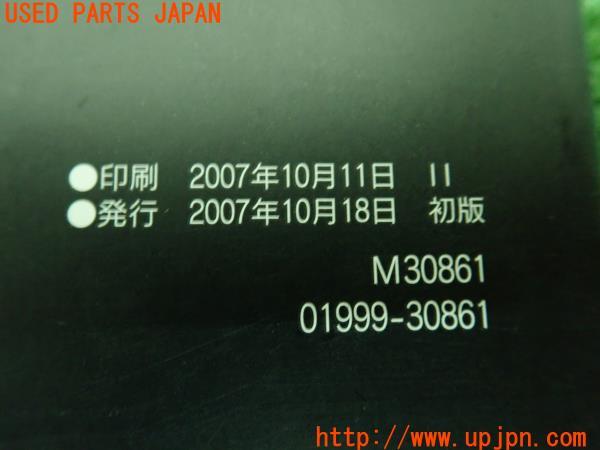 USED PARTS JAPAN
●印刷 2007年10月11日 II
●発行 2007年10月18日 初版
M30861
01999-30861
http://www.upjpn.com